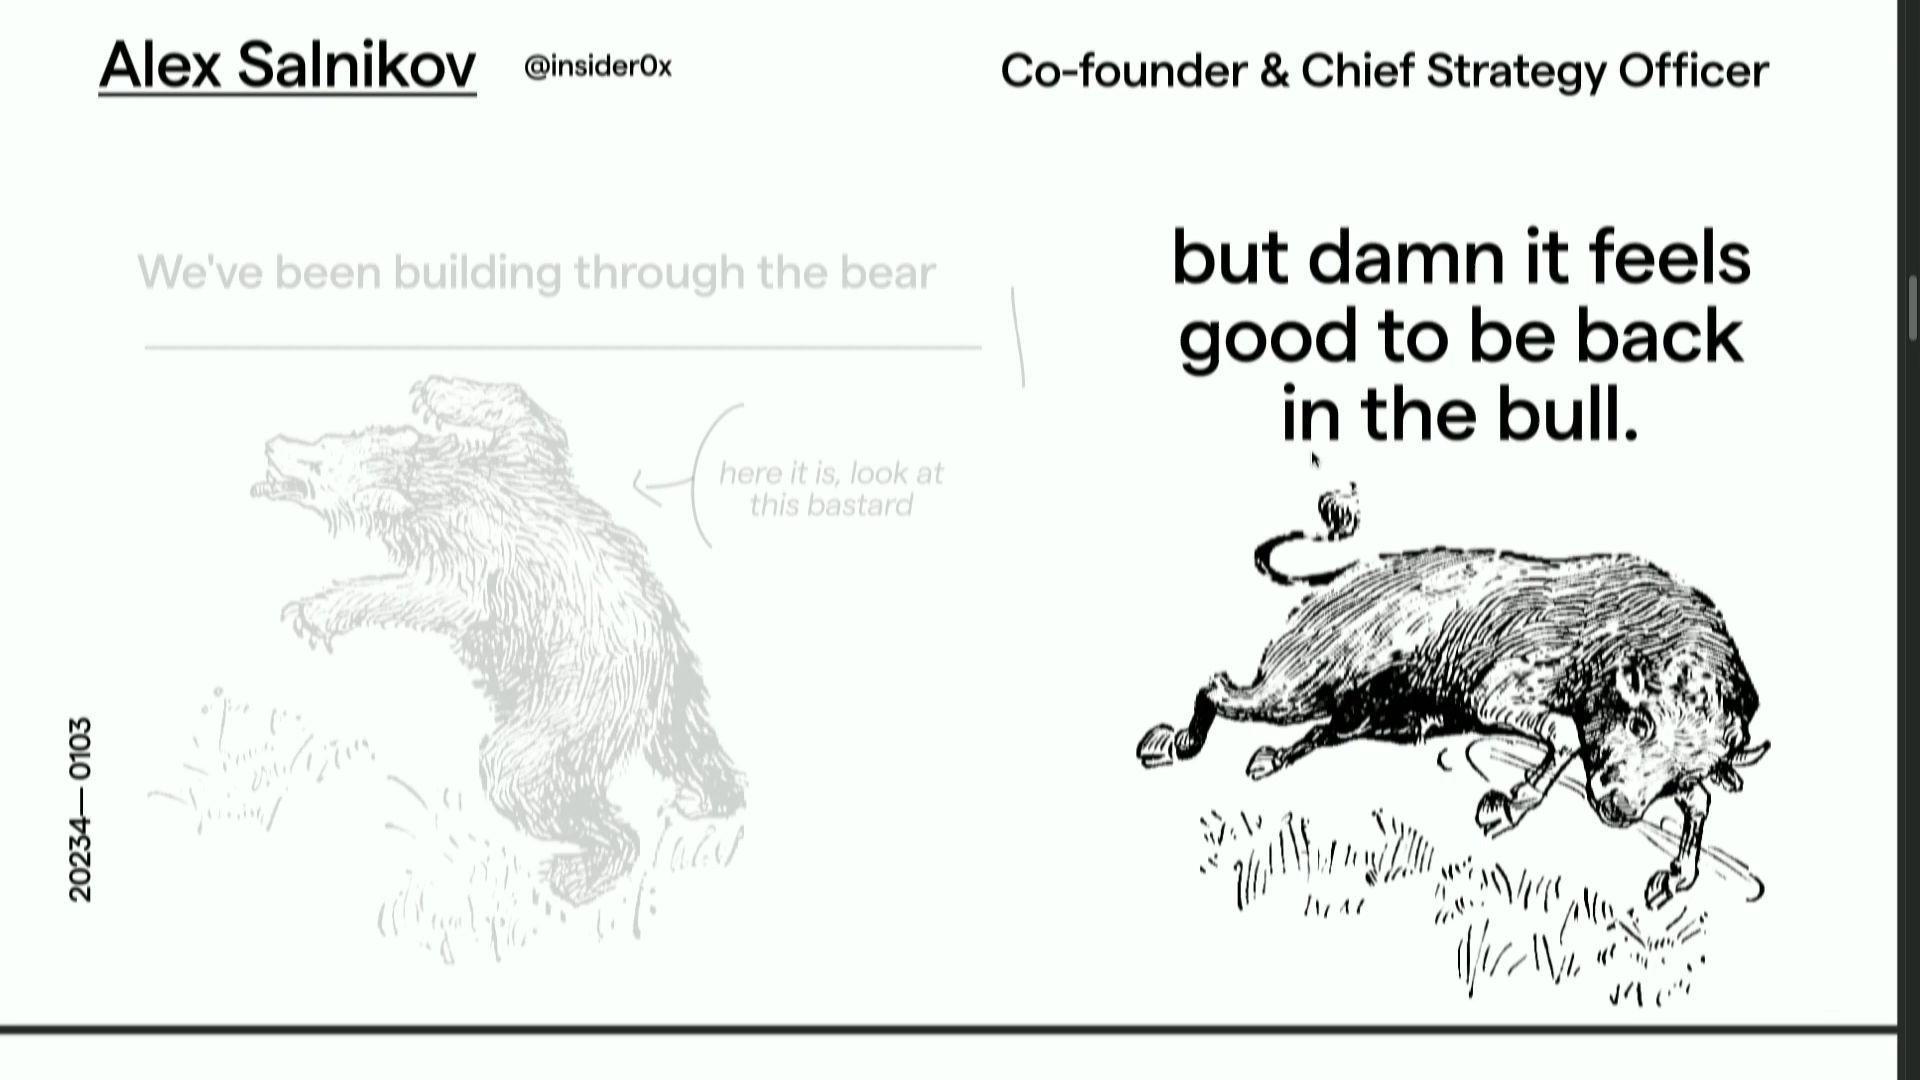 Alex Salnikov
@insider0x
Co-founder & Chief Strategy Officer
We've been building through the bear
here it is, look at
this bastard
but damn it feels
good to be back
in the bull.
20234— 0103